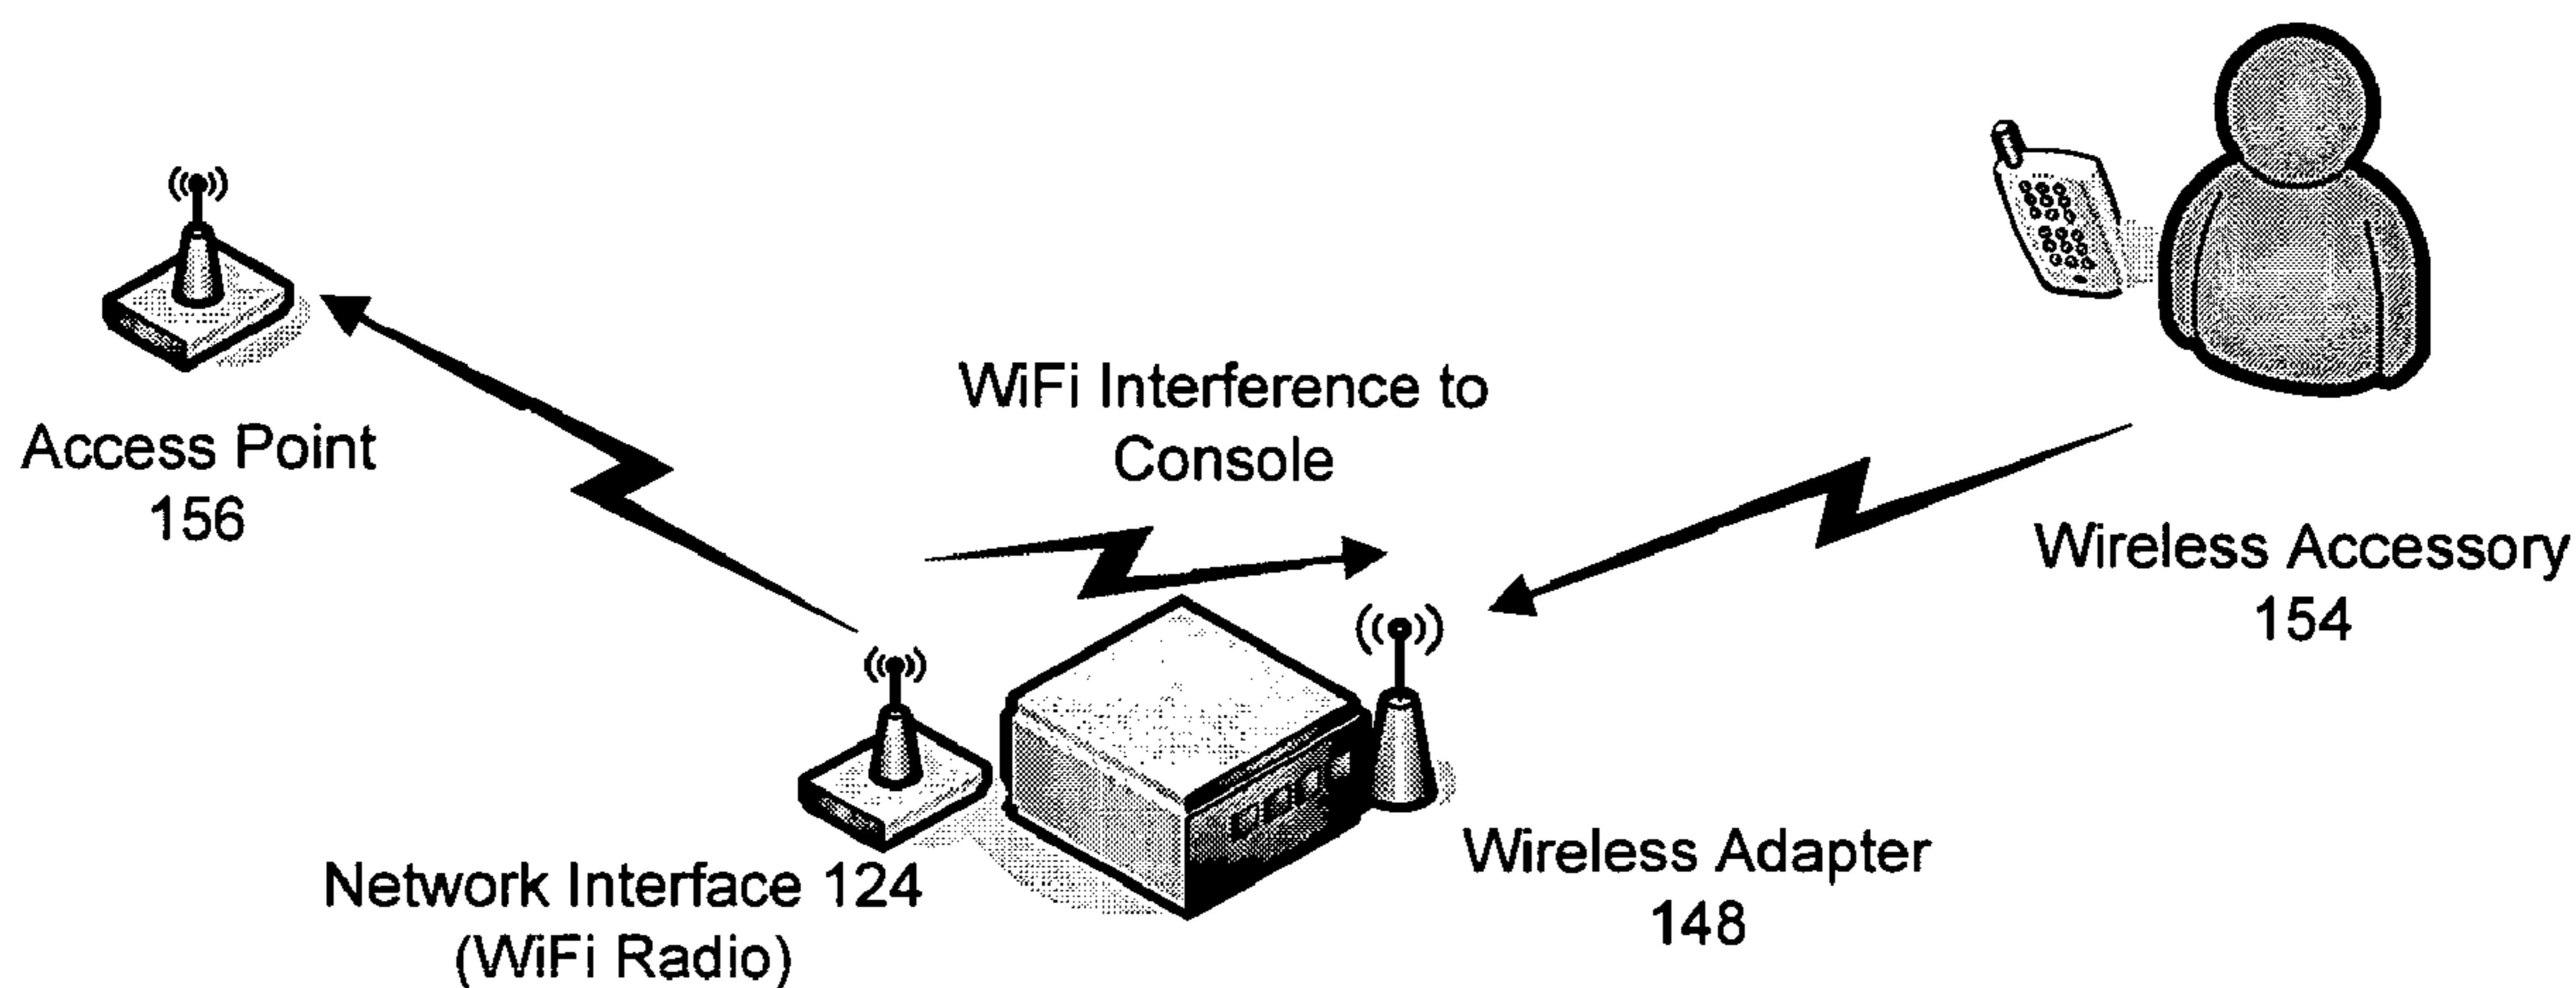 WiFi Interference to
Console
Access Point
156
Wireless Accessory
154
Wireless Adapter
148
Network Interface 124
(WiFi Radio)